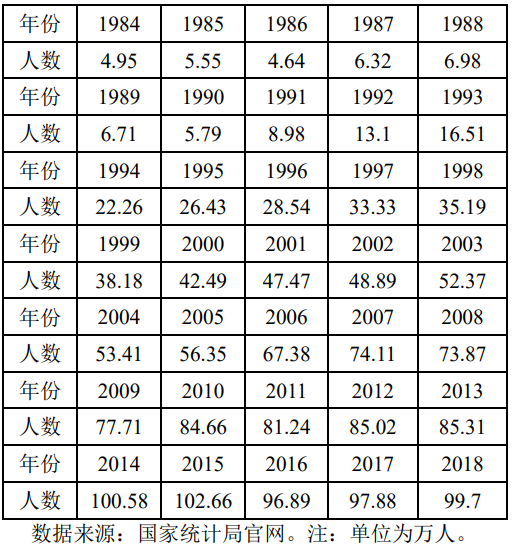 年份 1984 1985 1986 1987 1988
人数 4.95 5.55 4.64 6.32 6.98
年份 1989 1990 1991 1992 1993
人数 6.71 5.79 8.98 13.1 16.51
年份 1994 1995 1996 1997 1998
人数 22.26 26.43 28.54 33.33 35.19
年份 1999 2000 2001 2002 2003
人数 38.18 42.49 47.47 48.89 52.37
年份 2004 2005 2006 2007 2008
人数 53.41 56.35 67.38 74.11 73.87
年份 2009 2010 2011 2012 2013
人数 77.71 84.66 81.24 85.02 85.31
年份 2014 2015 2016 2017 2018
人数 100.58 102.66 96.89 97.88 99.7
数据来源：国家统计局官网。注：单位为万人。